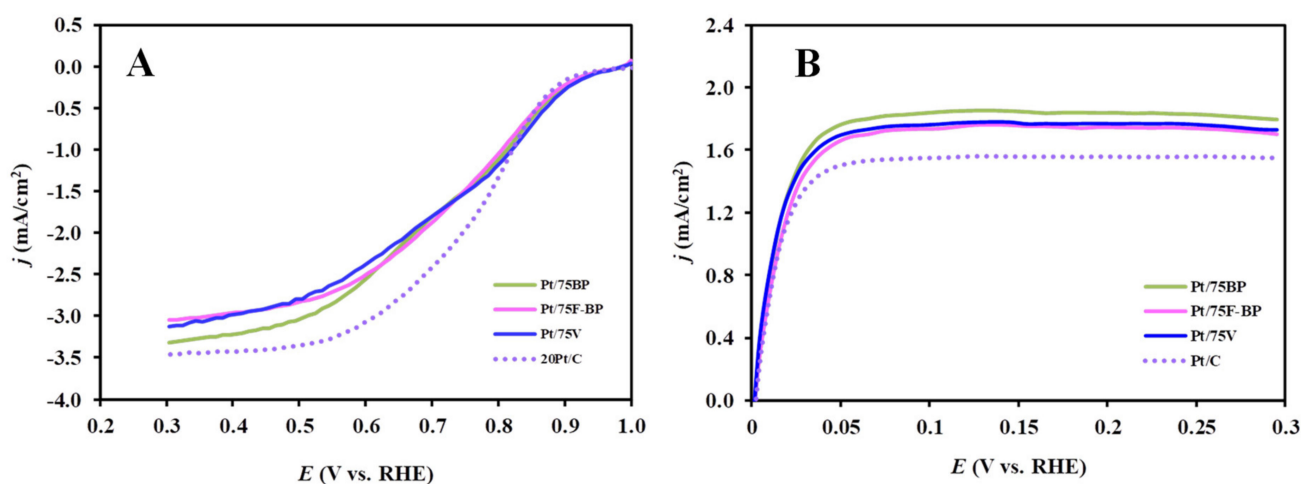 A
0.5
0.0
-0.5
-1.0
-1.5
-2.0
-2.5
-3.0
-3.5
-4.0
j (mA/cm²)
Pt/75BP
Pt/75F-BP
Pt/75V
20Pt/C
0.2 0.3 0.4 0.5 0.6 0.7 0.8 0.9 1.0
E (V vs. RHE)
B
2.4
2.0
1.6
1.2
0.8
0.4
0.0
j (mA/cm²)
Pt/75BP
Pt/75F-BP
Pt/75V
Pt/C
0 0.05 0.1 0.15 0.2 0.25 0.3
E (V vs. RHE)